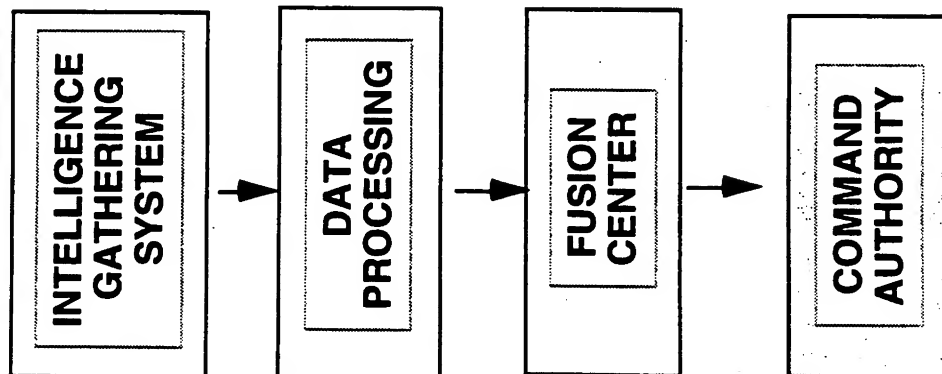 INTELLIGENCE
GATHERING
SYSTEM
DATA
PROCESSING
FUSION
CENTER
COMMAND
AUTHORITY